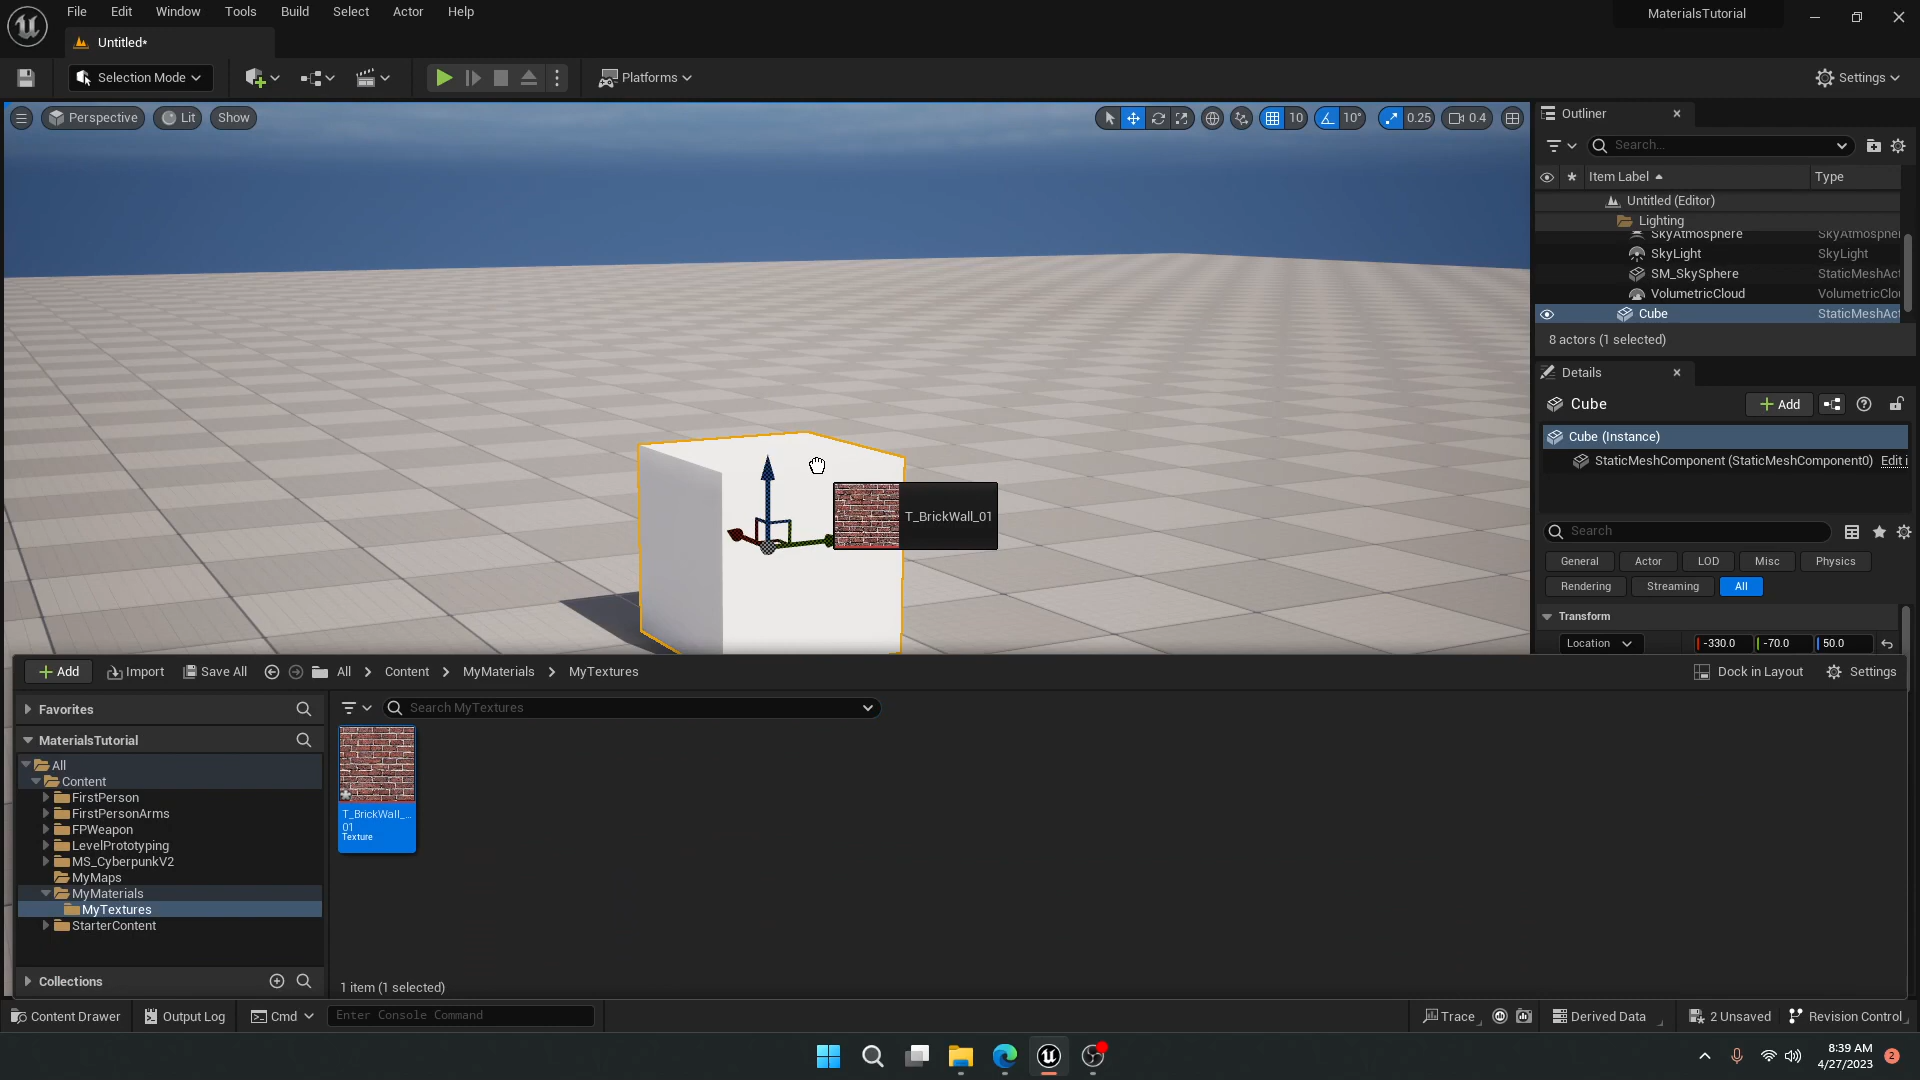 File Edit Window Tools Build Select Actor Help
MaterialsTutorial
Untitled*
Selection Mode
Platforms
Settings
Perspective
Lit
Show
10
10°
0.25
0.4
Outliner
Search...
Item Label
Type
Untitled (Editor)
Lighting
SkyAtmosphere SkyAtmospher
SkyLight SkyLight
SM_SkySphere StaticMeshAct
VolumetricCloud VolumetricClou
Cube StaticMeshAct
8 actors (1 selected)
Details
Cube
Add
Cube (Instance)
StaticMeshComponent (StaticMeshComponent0) Edit i
Search
General Actor LOD Misc Physics
Rendering Streaming All
Transform
Location -330.0 -70.0 50.0
T_BrickWall_01
Add Import Save All All Content MyMaterials MyTextures Dock in Layout Settings
Favorites
Search MyTextures
MaterialsTutorial
All
Content
FirstPerson
FirstPersonArms
FPWeapon
LevelPrototyping
MS_CyberpunkV2
MyMaps
MyMaterials
MyTextures
StarterContent
Collections
T_BrickWall_...
01
Texture
1 item (1 selected)
Content Drawer Output Log Cmd Enter Console Command Trace Derived Data 2 Unsaved Revision Control
8:39 AM
4/27/2023
2